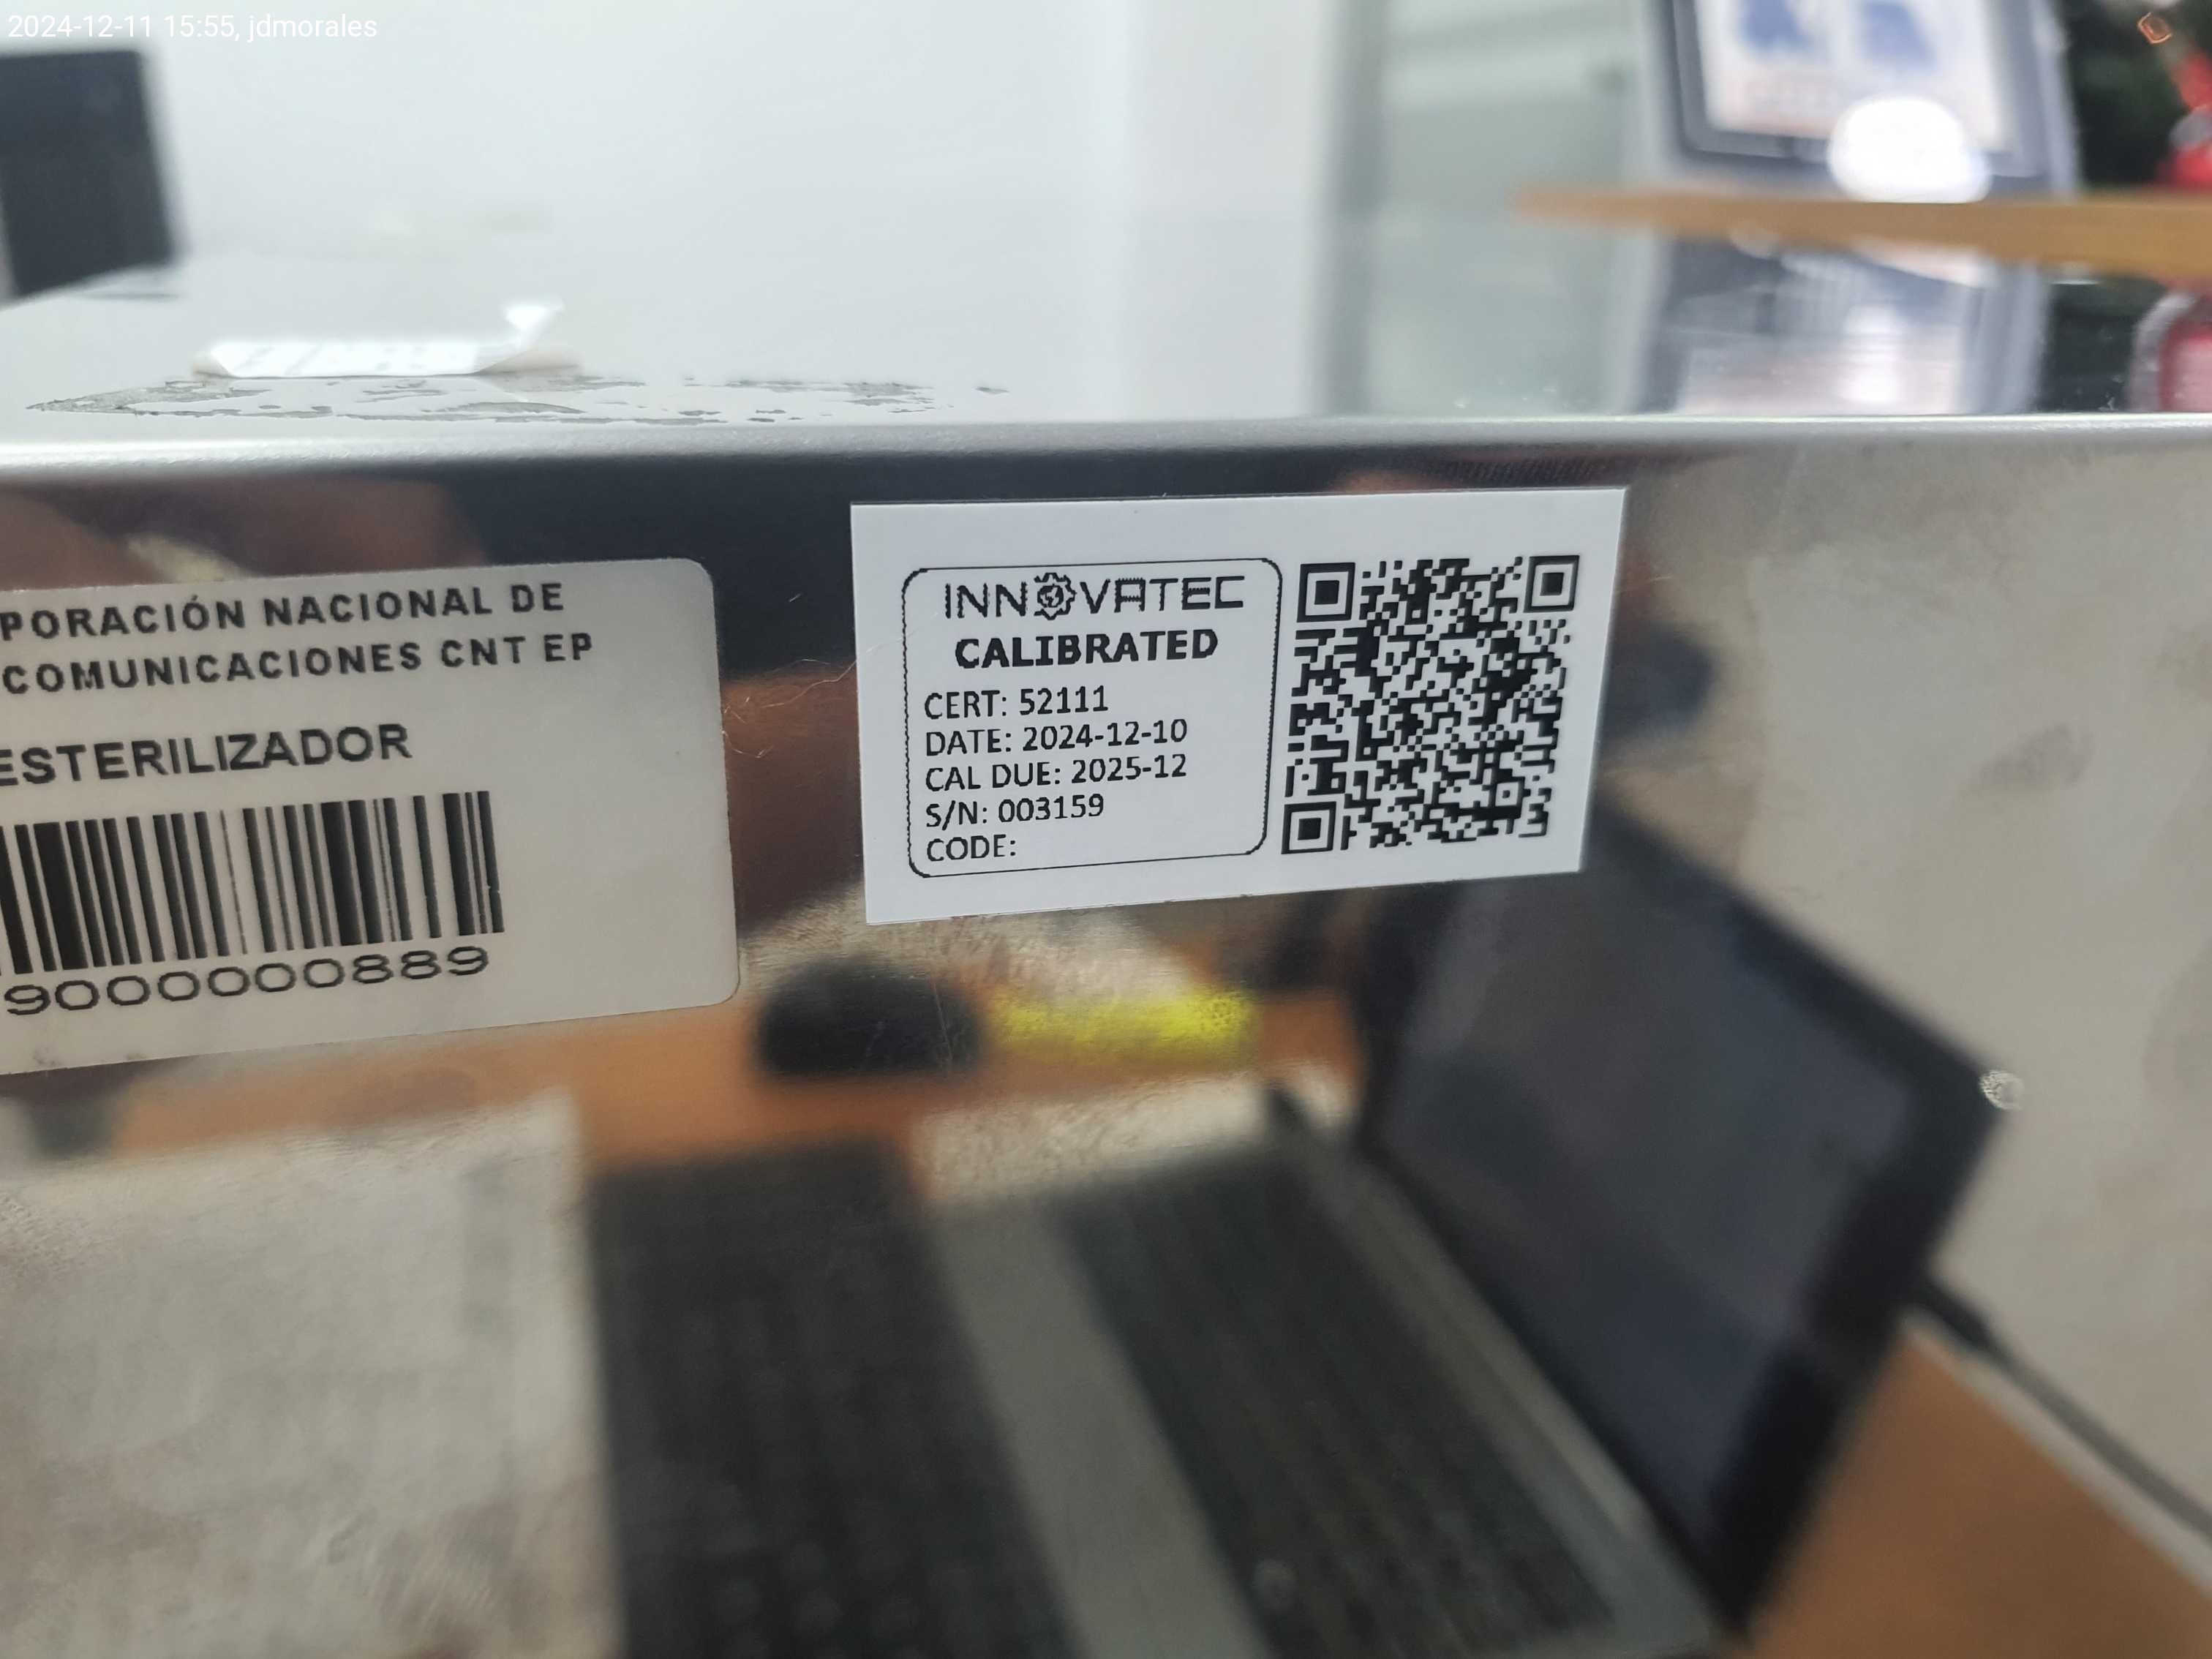 2024-12-11 15:55, jdmorales
PORACIÓN NACIONAL DE
COMUNICACIONES CNT EP
ESTERILIZADOR
9000000889
INNOVATEC
CALIBRATED
CERT: 52111
DATE: 2024-12-10
CAL DUE: 2025-12
S/N: 003159
CODE: